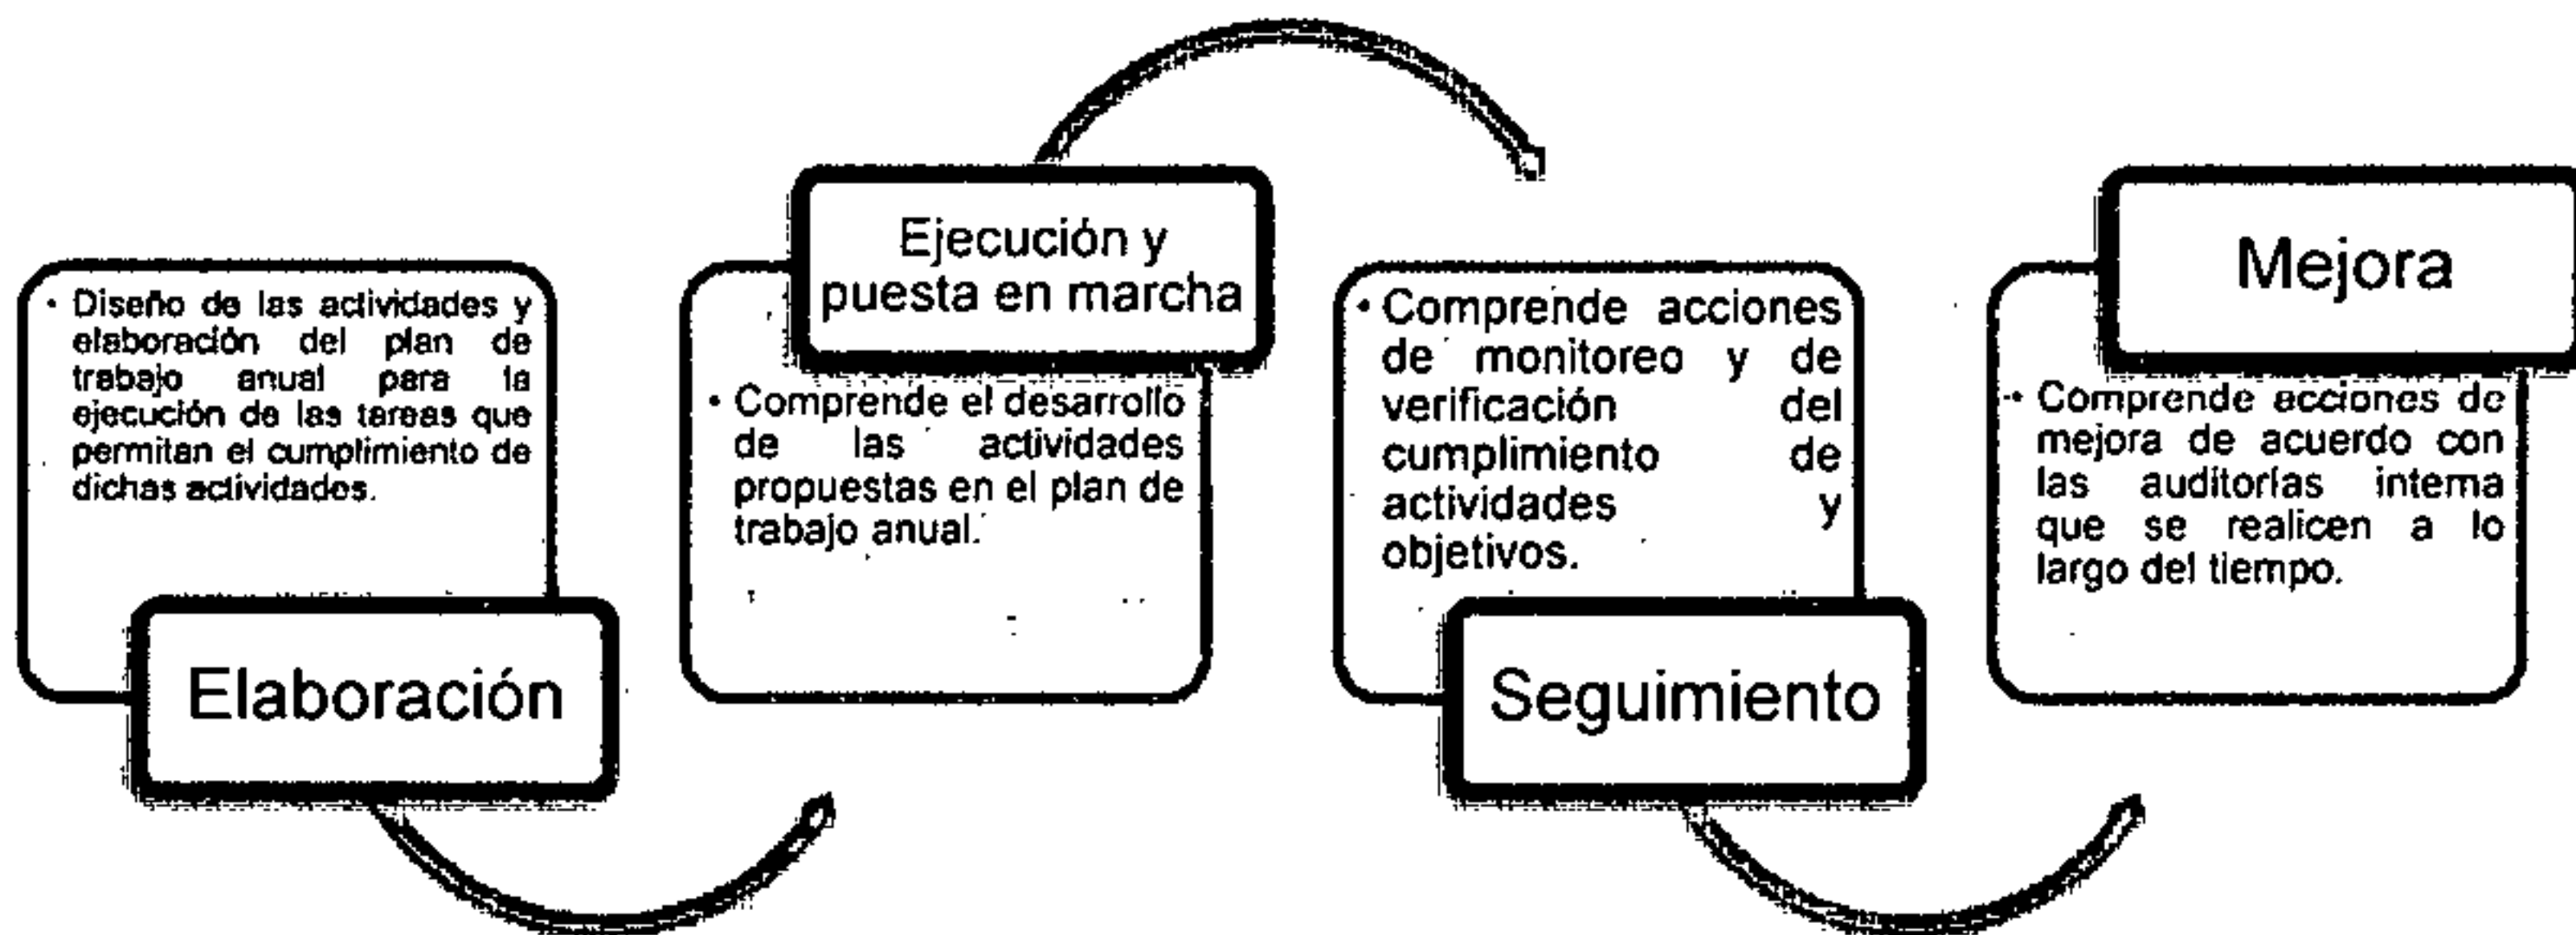 • Diseño de las actividades y
elaboración del plan de
trabajo anual para la
ejecución de las tareas que
permitan el cumplimiento de
dichas actividades.
Elaboración
Ejecución y
puesta en marcha
• Comprende el desarrollo
de las actividades
propuestas en el plan de
trabajo anual.
• Comprende acciones
de monitoreo y de
verificación del
cumplimiento de
actividades y
objetivos.
Seguimiento
Mejora
• Comprende acciones de
mejora de acuerdo con
las auditorías interna
que se realicen a lo
largo del tiempo.